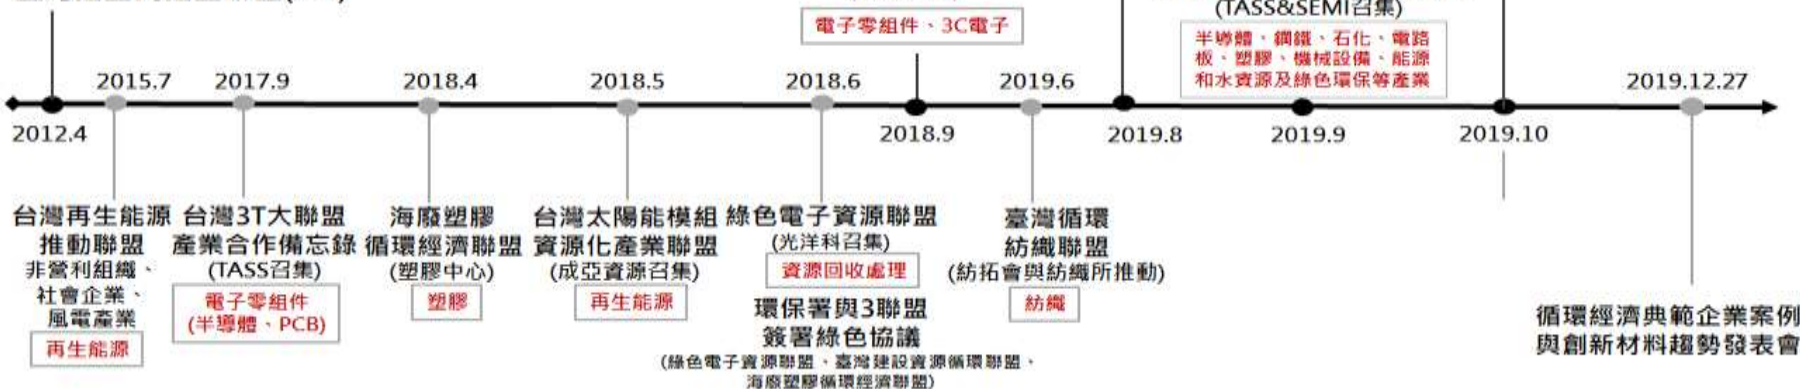 (TASS&SEMI召集)
電子零組件、3C電子
半導體、鋼鐵、石化、電路
板、塑膠、機械設備、能源
和水資源及綠色環保等產業
2015.7
2017.9
2018.4
2018.5
2018.6
2019.6
2019.12.27
2012.4
2018.9
2019.8
2019.9
2019.10
台灣再生能源
推動聯盟
非營利組織、
社會企業、
風電產業
再生能源
台灣3T大聯盟
產業合作備忘錄
(TASS召集)
電子零組件
(半導體、PCB)
海廢塑膠
循環經濟聯盟
(塑膠中心)
塑膠
台灣太陽能模組
資源化產業聯盟
(成亞資源召集)
再生能源
綠色電子資源聯盟
(光洋科召集)
資源回收處理
環保署與3聯盟
簽署綠色協議
(綠色電子資源聯盟、臺灣建設資源循環聯盟、
海廢塑膠循環經濟聯盟)
臺灣循環
紡織聯盟
(紡拓會與紡織所推動)
紡織
循環經濟典範企業案例
與創新材料趨勢發表會